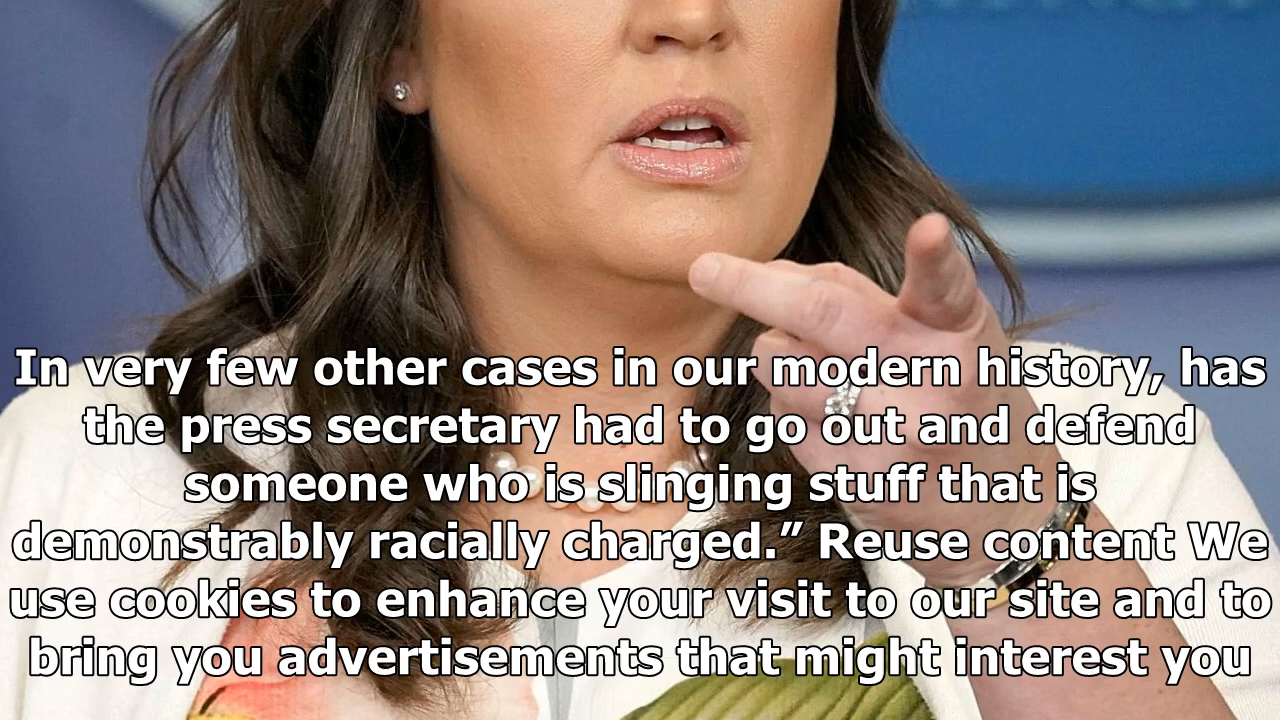 In very few other cases in our modern history, has
the press secretary had to go out and defend
someone who is slinging stuff that is
demonstrably racially charged.” Reuse content We
use cookies to enhance your visit to our site and to
bring you advertisements that might interest you